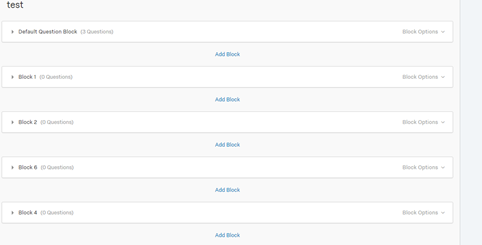 test
Default Question Block (3 Questions) Block Options
Add Block
Block 1 (0 Questions) Block Options
Add Block
Block 2 (0 Questions) Block Options
Add Block
Block 6 (0 Questions) Block Options
Add Block
Block 4 (0 Questions) Block Options
Add Block